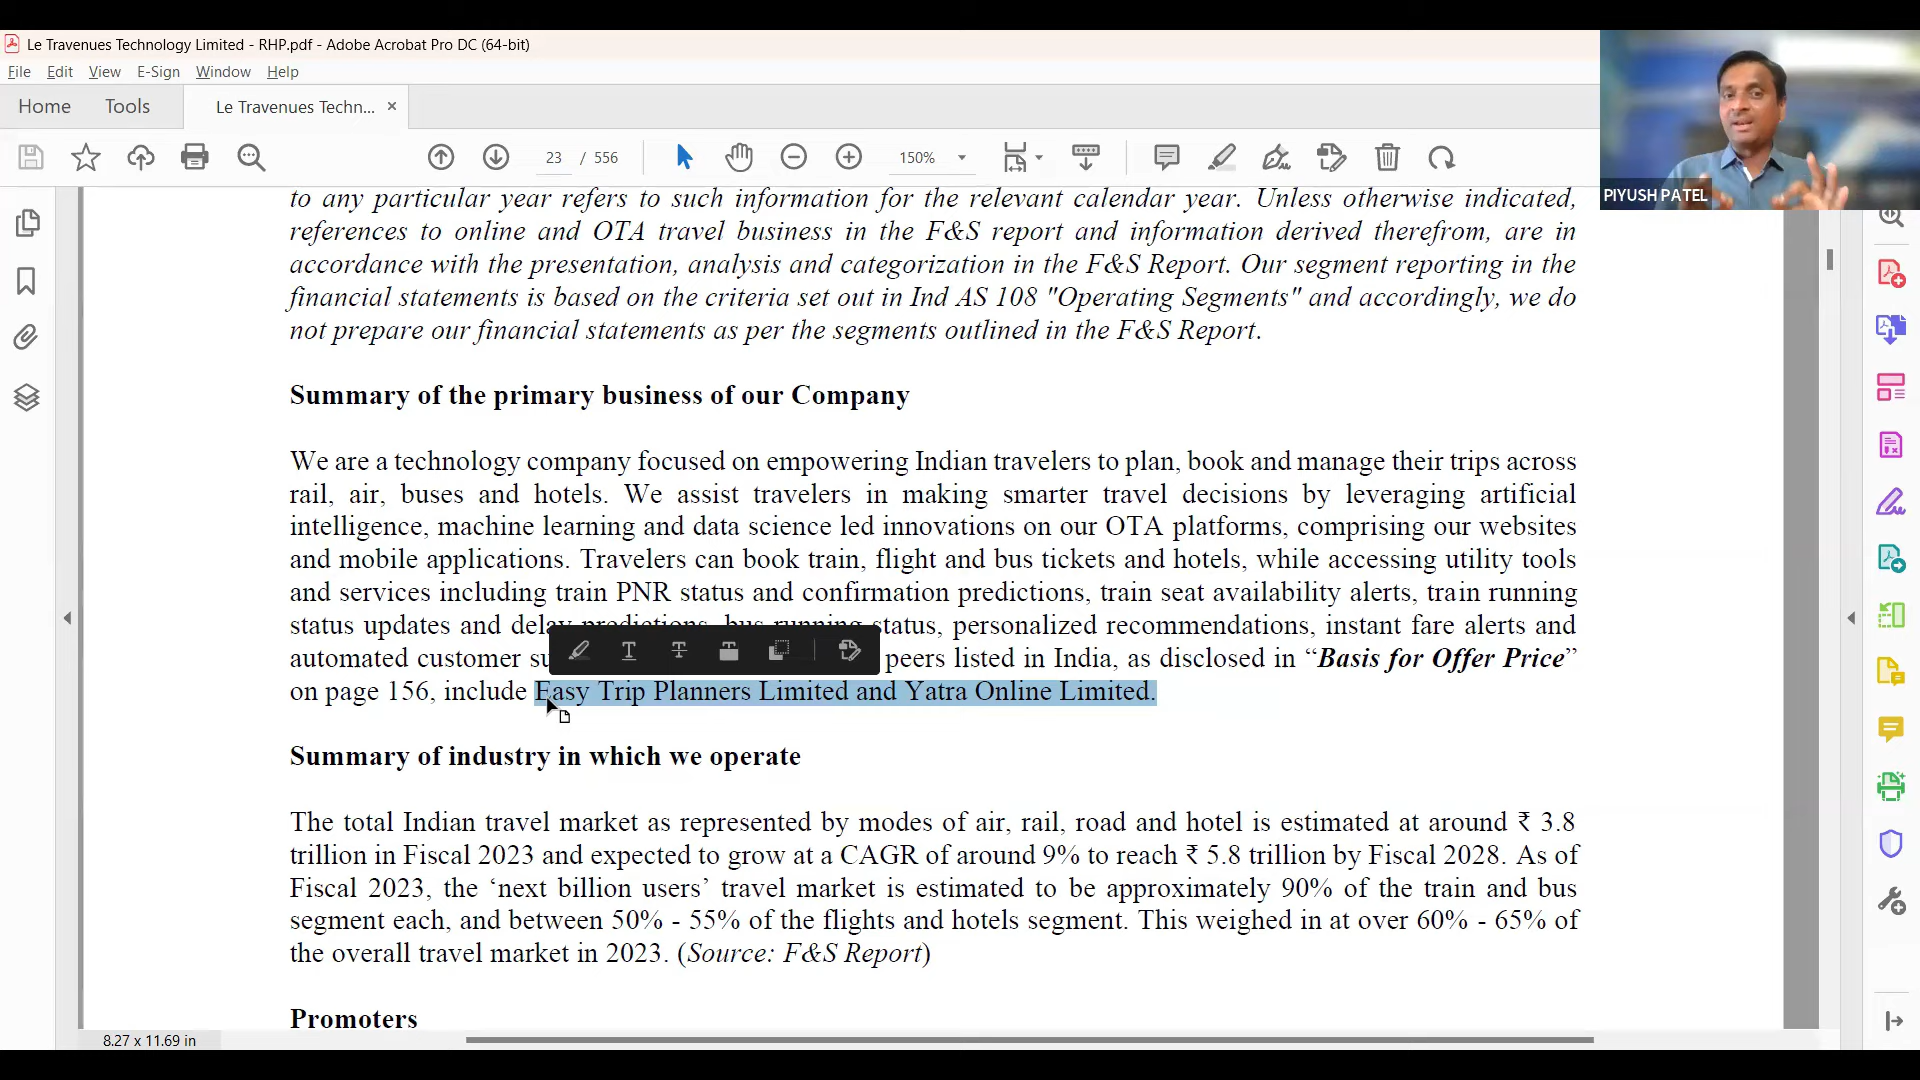 Le Travenues Technology Limited - RHP.pdf - Adobe Acrobat Pro DC (64-bit)
File Edit View E-Sign Window Help
Home Tools Le Travenues Techn... ×
23 / 556 150%
PIYUSH PATEL
to any particular year refers to such information for the relevant calendar year. Unless otherwise indicated,
references to online and OTA travel business in the F&S report and information derived therefrom, are in
accordance with the presentation, analysis and categorization in the F&S Report. Our segment reporting in the
financial statements is based on the criteria set out in Ind AS 108 "Operating Segments" and accordingly, we do
not prepare our financial statements as per the segments outlined in the F&S Report.
Summary of the primary business of our Company
We are a technology company focused on empowering Indian travelers to plan, book and manage their trips across
rail, air, buses and hotels. We assist travelers in making smarter travel decisions by leveraging artificial
intelligence, machine learning and data science led innovations on our OTA platforms, comprising our websites
and mobile applications. Travelers can book train, flight and bus tickets and hotels, while accessing utility tools
and services including train PNR status and confirmation predictions, train seat availability alerts, train running
status updates and delay predictions, bus running status, personalized recommendations, instant fare alerts and
automated customer peers listed in India, as disclosed in “Basis for Offer Price”
on page 156, include Easy Trip Planners Limited and Yatra Online Limited.
Summary of industry in which we operate
The total Indian travel market as represented by modes of air, rail, road and hotel is estimated at around ₹ 3.8
trillion in Fiscal 2023 and expected to grow at a CAGR of around 9% to reach ₹ 5.8 trillion by Fiscal 2028. As of
Fiscal 2023, the ‘next billion users’ travel market is estimated to be approximately 90% of the train and bus
segment each, and between 50% - 55% of the flights and hotels segment. This weighed in at over 60% - 65% of
the overall travel market in 2023. (Source: F&S Report)
Promoters
8.27 x 11.69 in